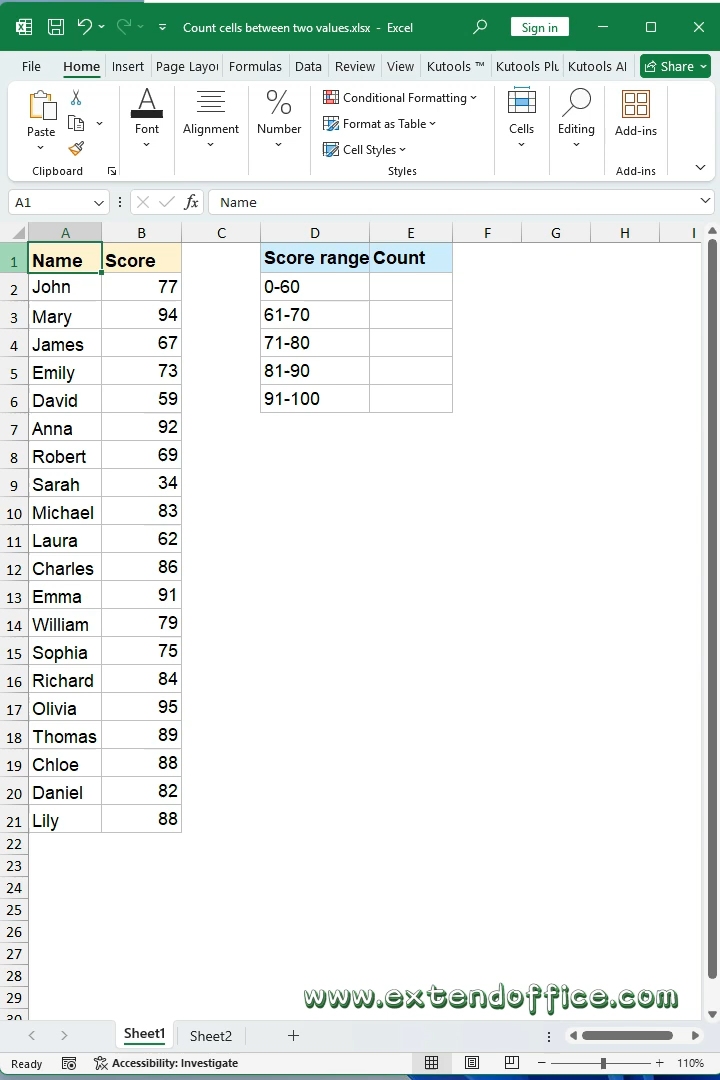 Count cells between two values.xlsx - Excel
Sign in
File Home Insert Page Layou Formulas Data Review View Kutools ™ Kutools Plu Kutools AI Share
Paste
Font
Alignment
Number
Conditional Formatting
Format as Table
Cell Styles
Cells
Editing
Add-ins
Clipboard
Styles
Add-ins
A1 fx Name
A B C D E F G H I
1 Name Score Score range Count
2 John 77 0-60
3 Mary 94 61-70
4 James 67 71-80
5 Emily 73 81-90
6 David 59 91-100
7 Anna 92
8 Robert 69
9 Sarah 34
10 Michael 83
11 Laura 62
12 Charles 86
13 Emma 91
14 William 79
15 Sophia 75
16 Richard 84
17 Olivia 95
18 Thomas 89
19 Chloe 88
20 Daniel 82
21 Lily 88
22
23
24
25
26
27
28
29
30
www.extendoffice.com
Sheet1 Sheet2
Ready Accessibility: Investigate 110%